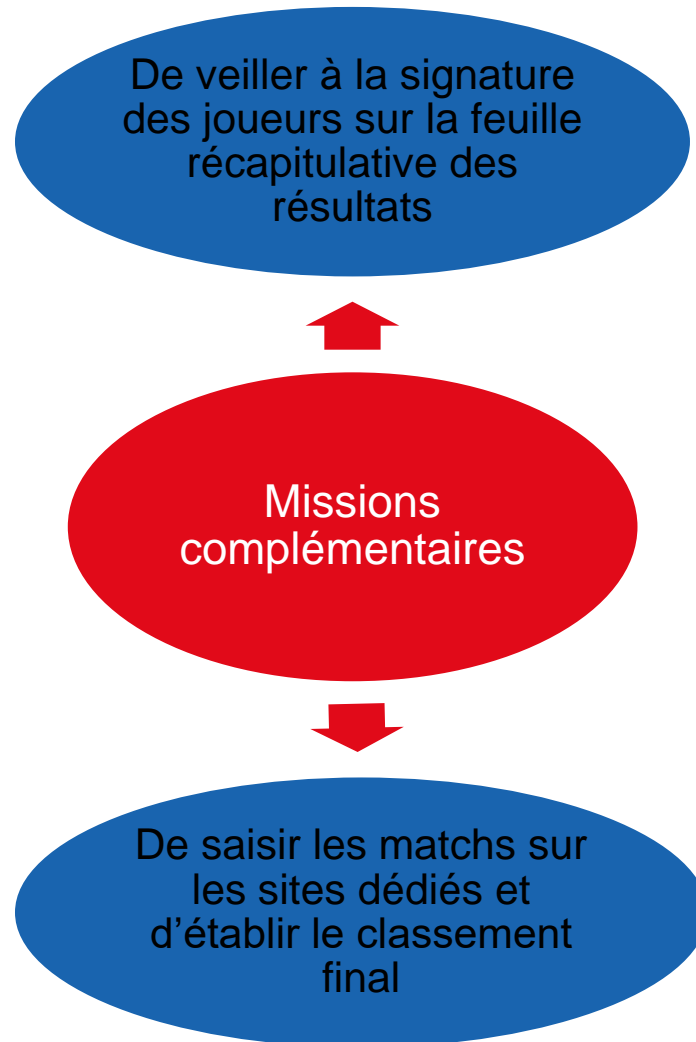 De veiller à la signature
des joueurs sur la feuille
récapitulative des
résultats
Missions
complémentaires
De saisir les matchs sur
les sites dédiés et
d’établir le classement
final